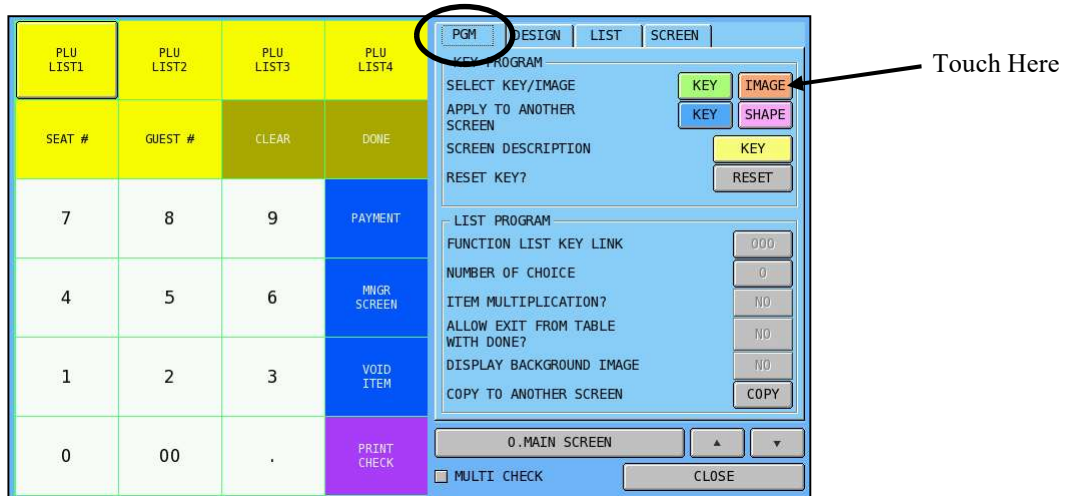 PLU
LIST1
PLU
LIST2
PLU
LIST3
PLU
LIST4
SEAT #
GUEST #
CLEAR
DONE
7
8
9
PAYMENT
4
5
6
MNGR
SCREEN
1
2
3
VOID
ITEM
0
00
.
PRINT
CHECK
PGM
DESIGN
LIST
SCREEN
KEY PROGRAM
SELECT KEY/IMAGE
KEY
IMAGE
APPLY TO ANOTHER
SCREEN
KEY
SHAPE
SCREEN DESCRIPTION
KEY
RESET KEY?
RESET
LIST PROGRAM
FUNCTION LIST KEY LINK
000
NUMBER OF CHOICE
0
ITEM MULTIPLICATION?
NO
ALLOW EXIT FROM TABLE
WITH DONE?
NO
DISPLAY BACKGROUND IMAGE
NO
COPY TO ANOTHER SCREEN
COPY
0.MAIN SCREEN
▲
▼
MULTI CHECK
CLOSE
Touch Here